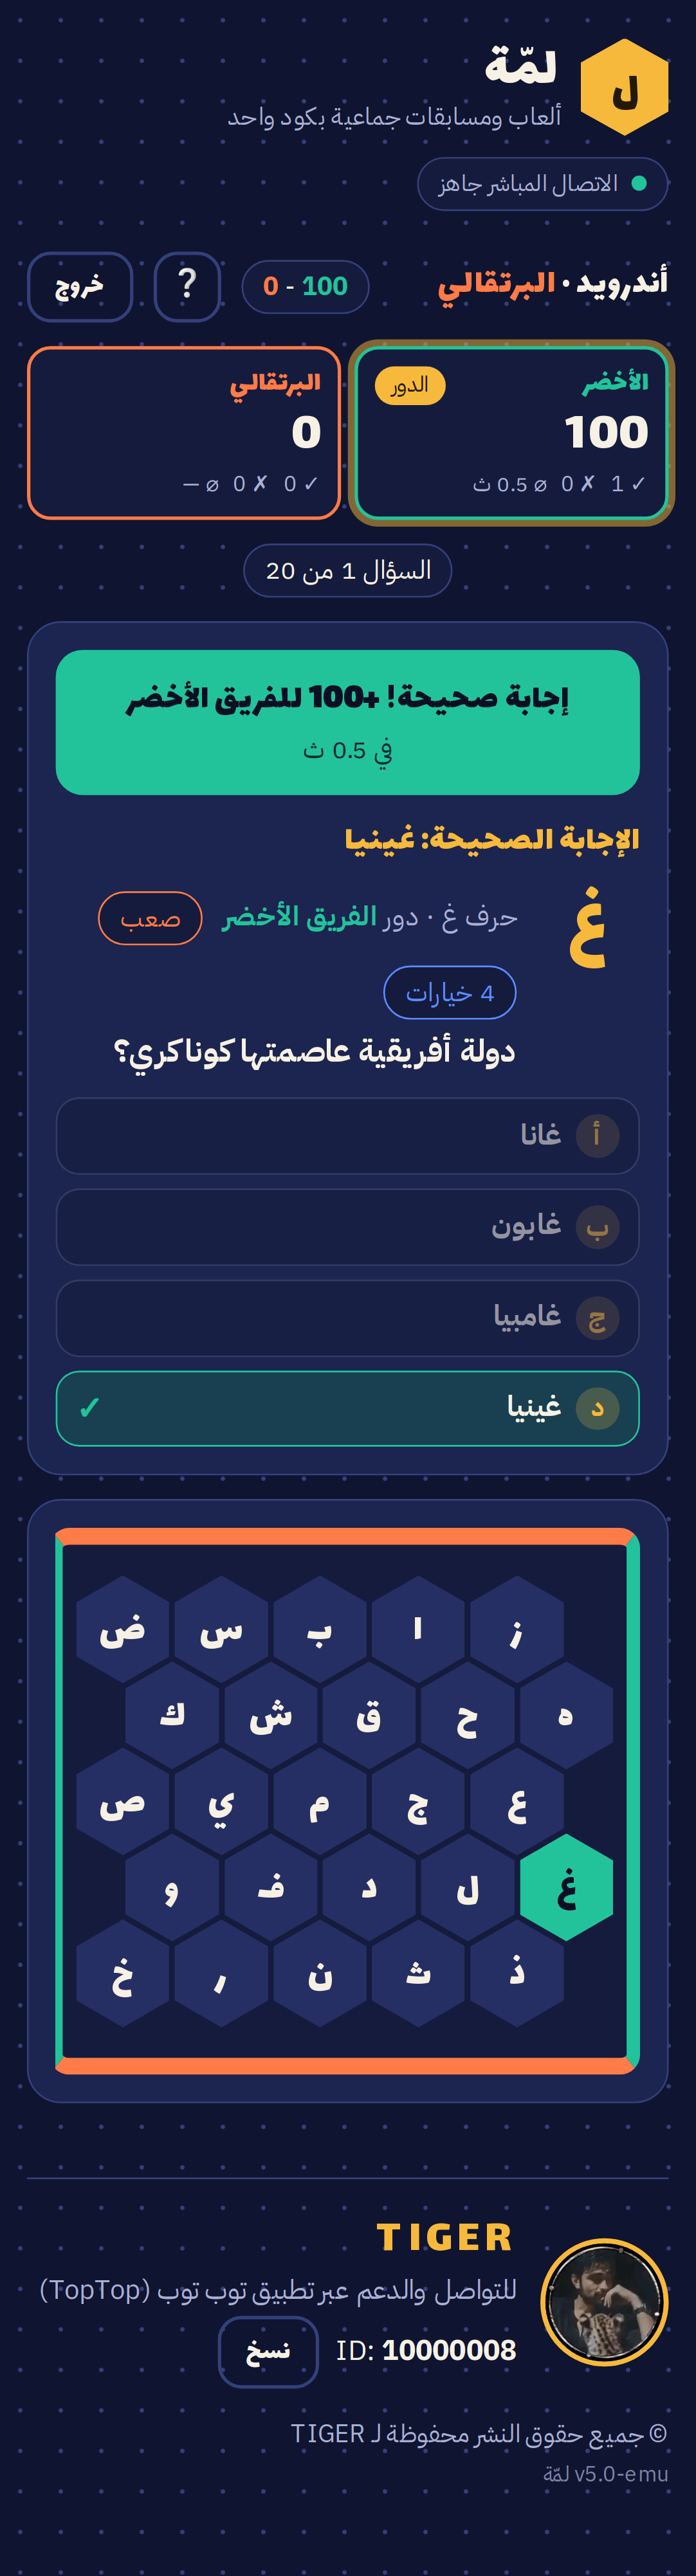 ل
لمّة
ألعاب ومسابقات جماعية بكود واحد
الاتصال المباشر جاهز
أندرويد · البرتقالي
100 - 0
?
خروج
الأخضر
الدور
100
✓ 1 ✗ 0 ⌀ 0.5 ث
البرتقالي
0
✓ 0 ✗ 0 ⌀ —
السؤال 1 من 20
إجابة صحيحة! +100 للفريق الأخضر
في 0.5 ث
الإجابة الصحيحة: غينيا
غ
حرف غ · دور الفريق الأخضر صعب
4 خيارات
دولة أفريقية عاصمتها كوناكري؟
أ غانا
ب غابون
ج غامبيا
د غينيا ✓
ز ا ب س ض
ه ح ق ش ك
ع ج م ي ص
غ ل د ف و
ذ ث ن ر خ
TIGER
للتواصل والدعم عبر تطبيق توب توب (TopTop)
ID: 10000008 نسخ
© جميع حقوق النشر محفوظة لـ TIGER
لمّة v5.0-emu